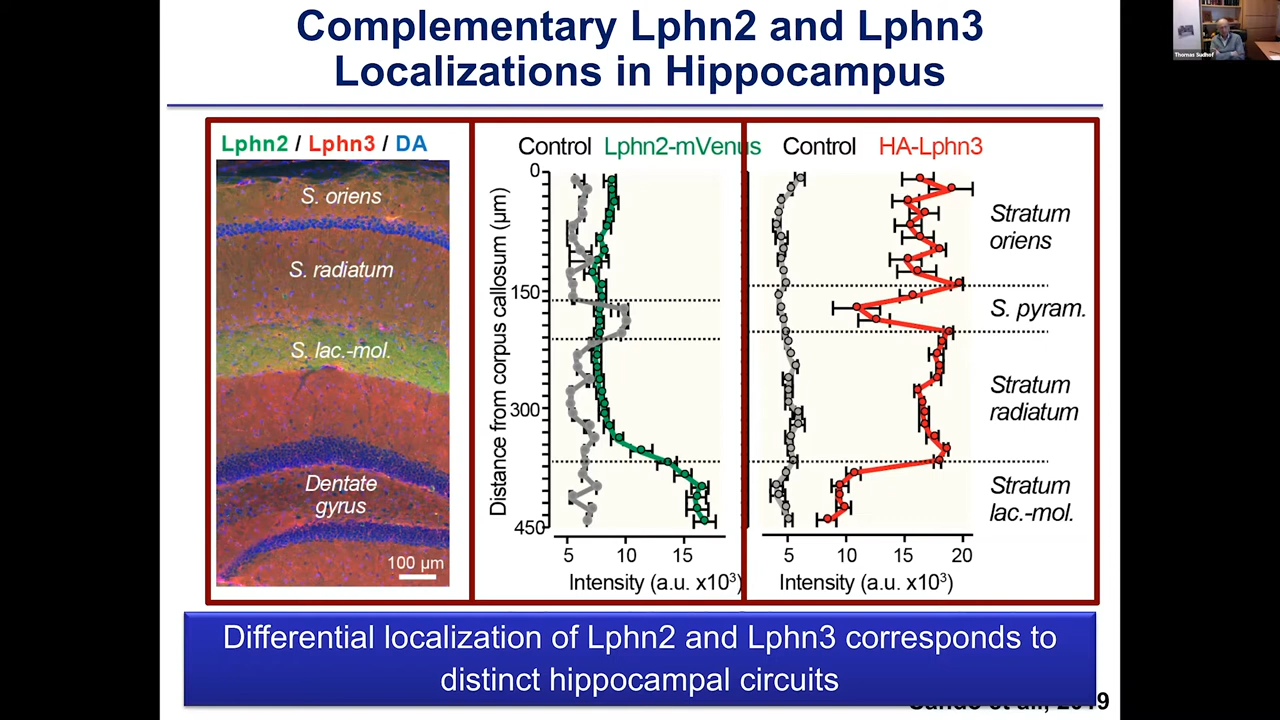 Complementary Lphn2 and Lphn3
Localizations in Hippocampus
Thomas Sudhof
Lphn2 / Lphn3 / DA
S. oriens
S. radiatum
S. lac.-mol.
Dentate
gyrus
100 µm
Control Lphn2-mVenus
Distance from corpus callosum (µm)
0
150
300
450
5 10 15
Intensity (a.u. x10³)
Control HA-Lphn3
Stratum
oriens
S. pyram.
Stratum
radiatum
Stratum
lac.-mol.
5 10 15 20
Intensity (a.u. x10³)
Differential localization of Lphn2 and Lphn3 corresponds to
distinct hippocampal circuits